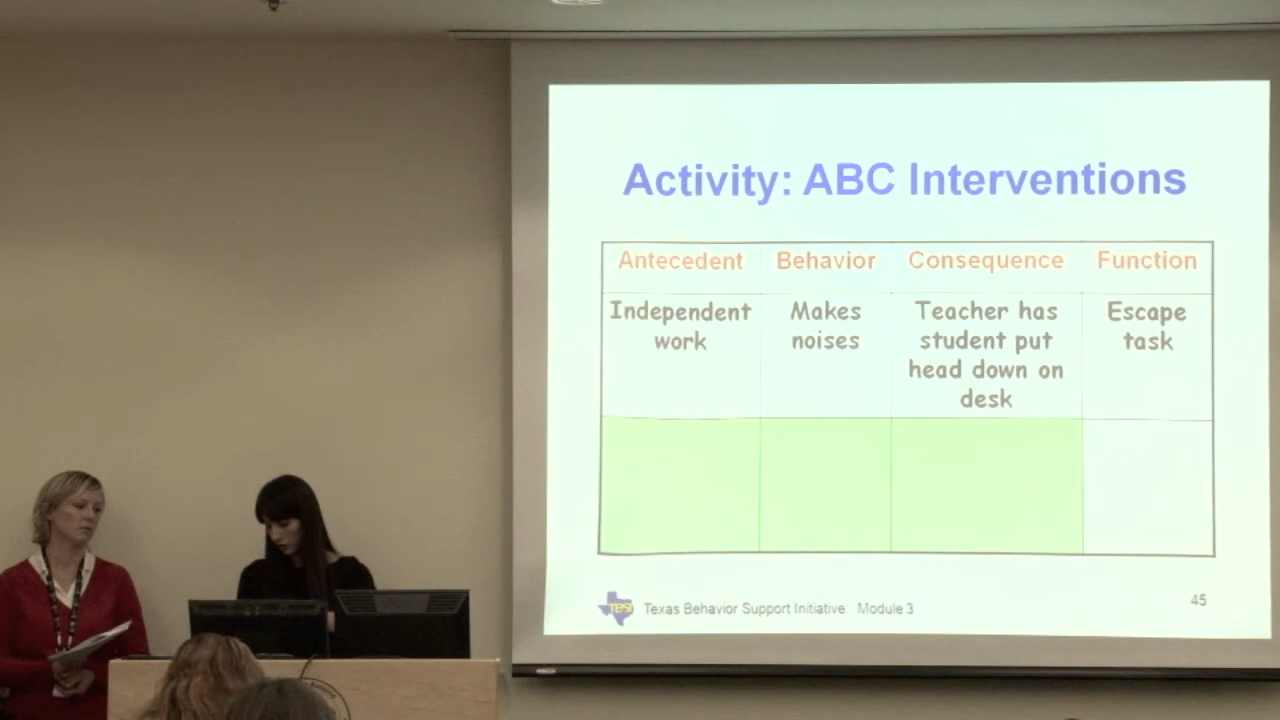 Activity: ABC Interventions
Antecedent Behavior Consequence Function
Independent work
Makes noises
Teacher has student put head down on desk
Escape task
TBSI Texas Behavior Support Initiative: Module 3
45